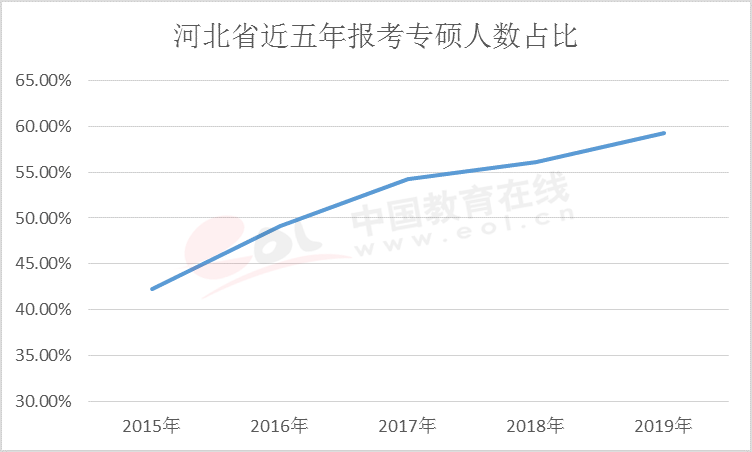 河北省近五年报考专硕人数占比
65.00%
60.00%
55.00%
50.00%
45.00%
40.00%
35.00%
30.00%
eol 中国教育在线
www.eol.cn
2015年
2016年
2017年
2018年
2019年